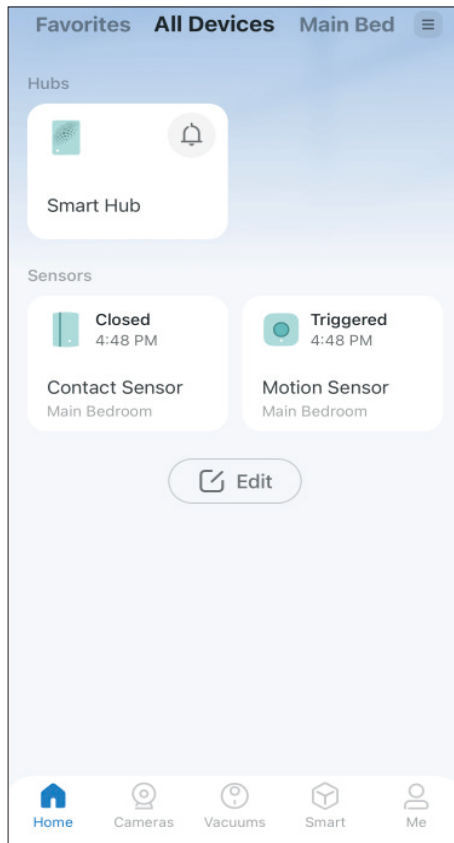 Favorites All Devices Main Bed
Hubs
Smart Hub
Sensors
Closed
4:48 PM
Contact Sensor
Main Bedroom
Triggered
4:48 PM
Motion Sensor
Main Bedroom
Edit
Home Cameras Vacuums Smart Me